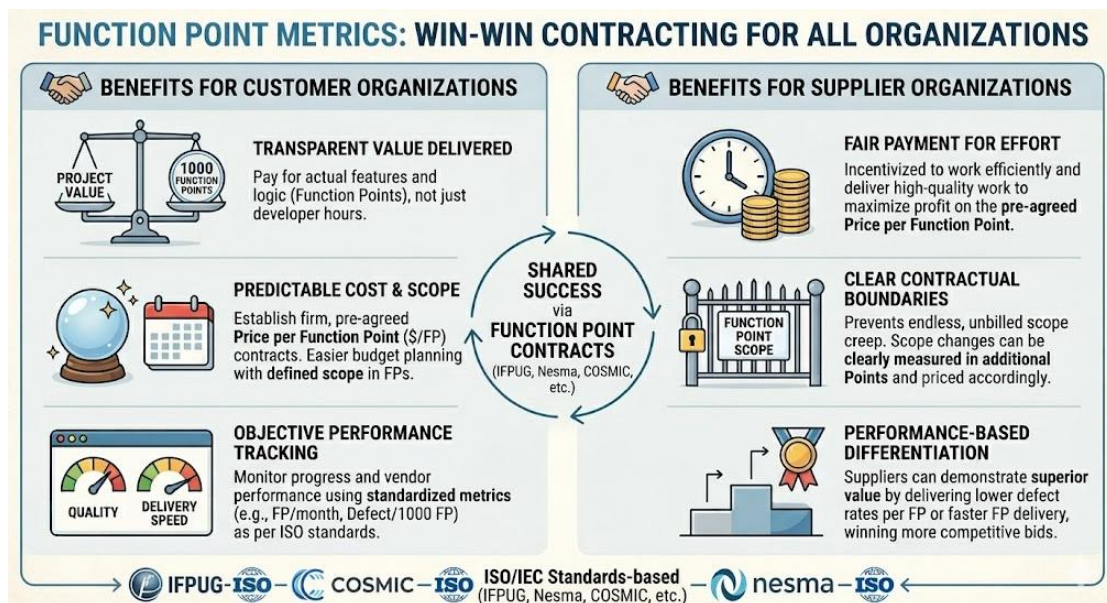 FUNCTION POINT METRICS: WIN-WIN CONTRACTING FOR ALL ORGANIZATIONS
BENEFITS FOR CUSTOMER ORGANIZATIONS
PROJECT
VALUE
1000
FUNCTION
POINTS
TRANSPARENT VALUE DELIVERED
Pay for actual features and
logic (Function Points), not just
developer hours.
PREDICTABLE COST & SCOPE
Establish firm, pre-agreed
Price per Function Point ($/FP)
contracts. Easier budget planning
with defined scope in FPs.
QUALITY
DELIVERY
SPEED
OBJECTIVE PERFORMANCE
TRACKING
Monitor progress and vendor
performance using standardized metrics
(e.g., FP/month, Defect/1000 FP)
as per ISO standards.
SHARED
SUCCESS
via
FUNCTION POINT
CONTRACTS
(IFPUG, Nesma, COSMIC,
etc.)
BENEFITS FOR SUPPLIER ORGANIZATIONS
FAIR PAYMENT FOR EFFORT
Incentivized to work efficiently and
deliver high-quality work to
maximize profit on the pre-agreed
Price per Function Point.
FUNCTION
POINT
SCOPE
CLEAR CONTRACTUAL
BOUNDARIES
Prevents endless, unbilled scope
creep. Scope changes can be
clearly measured in additional
Points and priced accordingly.
PERFORMANCE-BASED
DIFFERENTIATION
Suppliers can demonstrate superior
value by delivering lower defect
rates per FP or faster FP delivery,
winning more competitive bids.
IFPUG-ISO
COSMIC
ISO
ISO/IEC Standards-based
(IFPUG, Nesma, COSMIC, etc.)
nesma
ISO